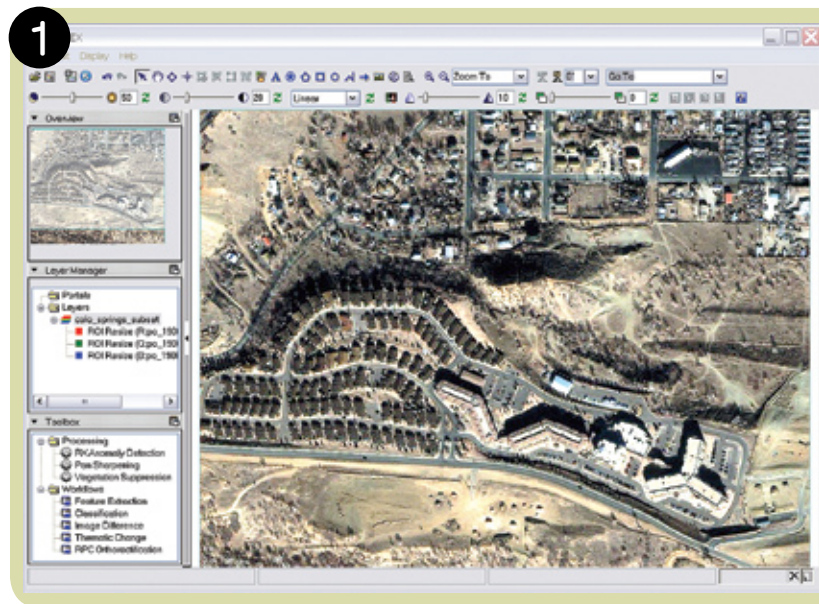 1
Display Help
Zoom To
0°
Go To
50
20
Linear
10
0
Overview
Layer Manager
Portals
Layers
colo_springs_subset
ROI Resize
ROI Resize
ROI Resize
Toolbox
Processing
RX Anomaly Detection
Pan Sharpening
Vegetation Suppression
Workflows
Feature Extraction
Classification
Image Difference
Thematic Change
RPC Orthorectification